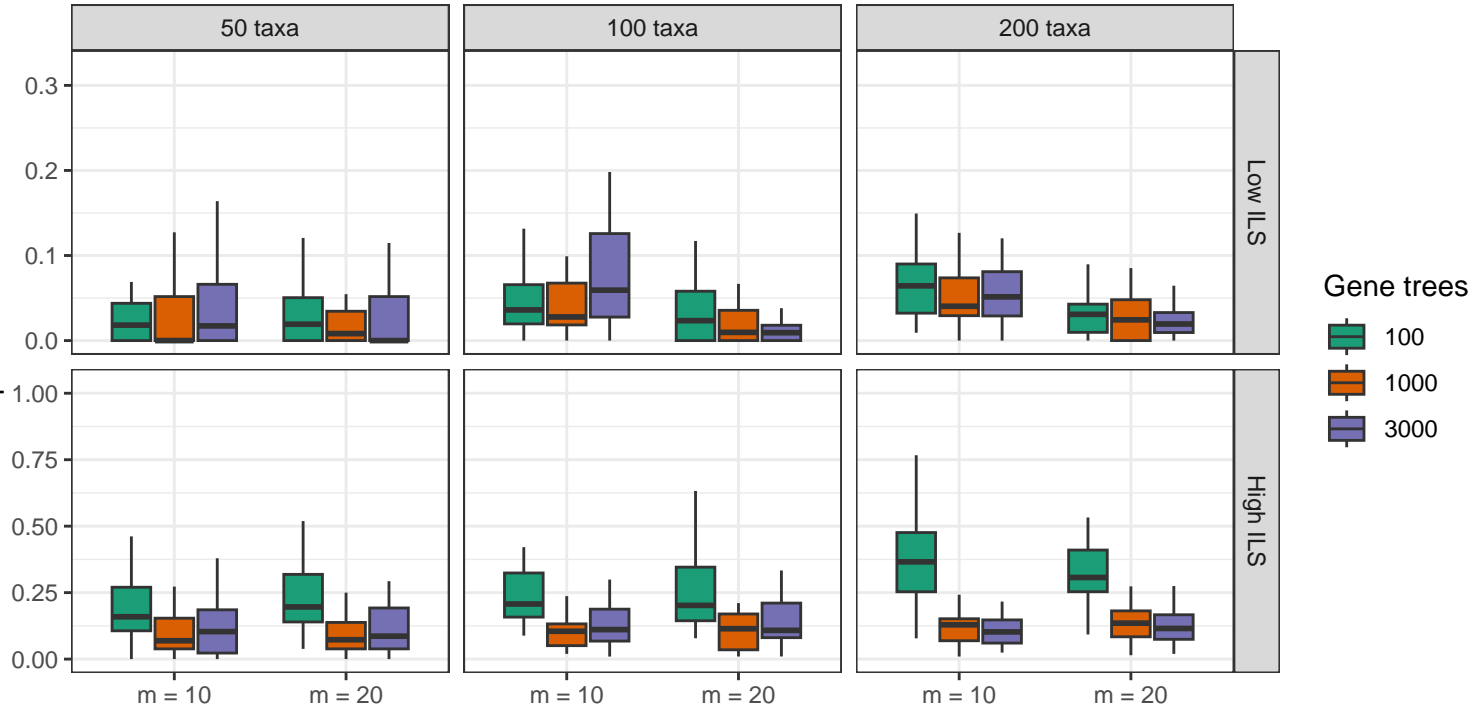 50 taxa 100 taxa 200 taxa
0.3
0.2
0.1
0.0
Low ILS
1.00
0.75
0.50
0.25
0.00
High ILS
m = 10 m = 20 m = 10 m = 20 m = 10 m = 20
Gene trees
100
1000
3000